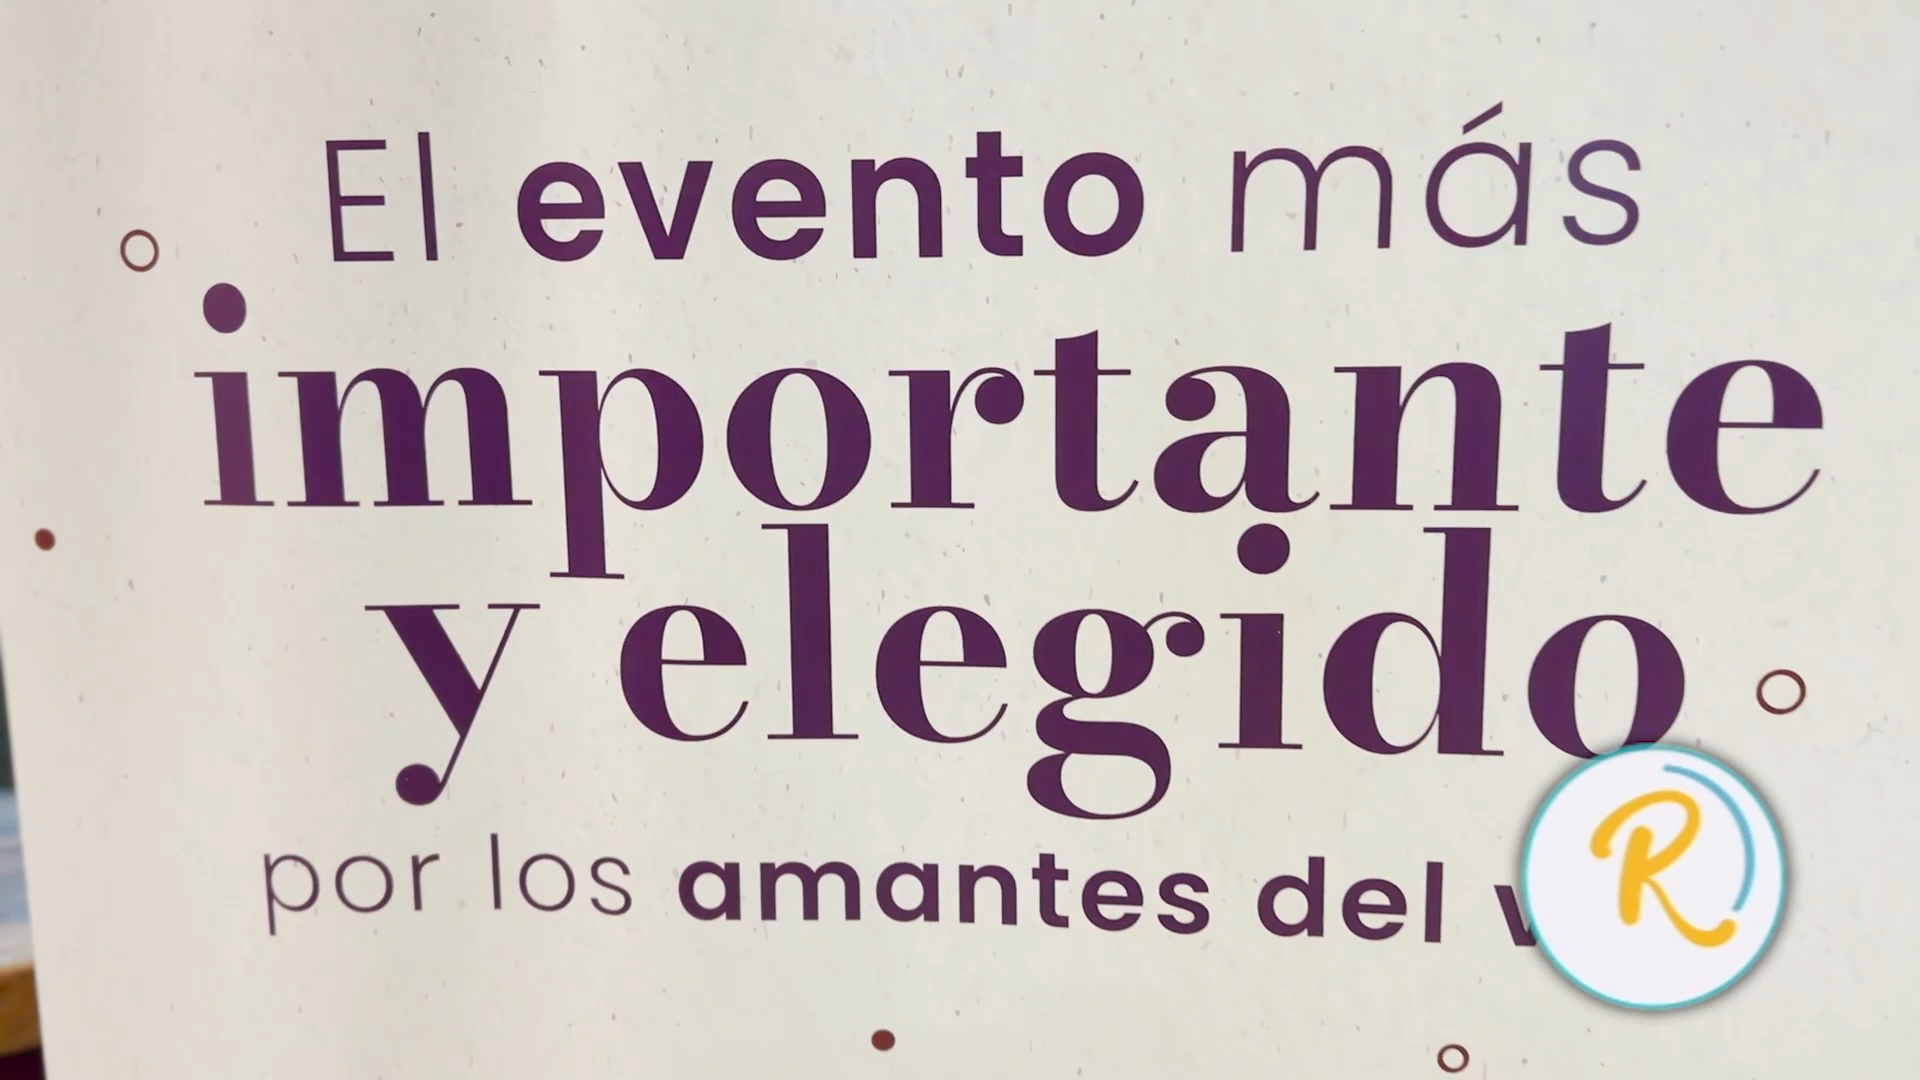 El evento más
importante
y elegido
por los amantes del
R